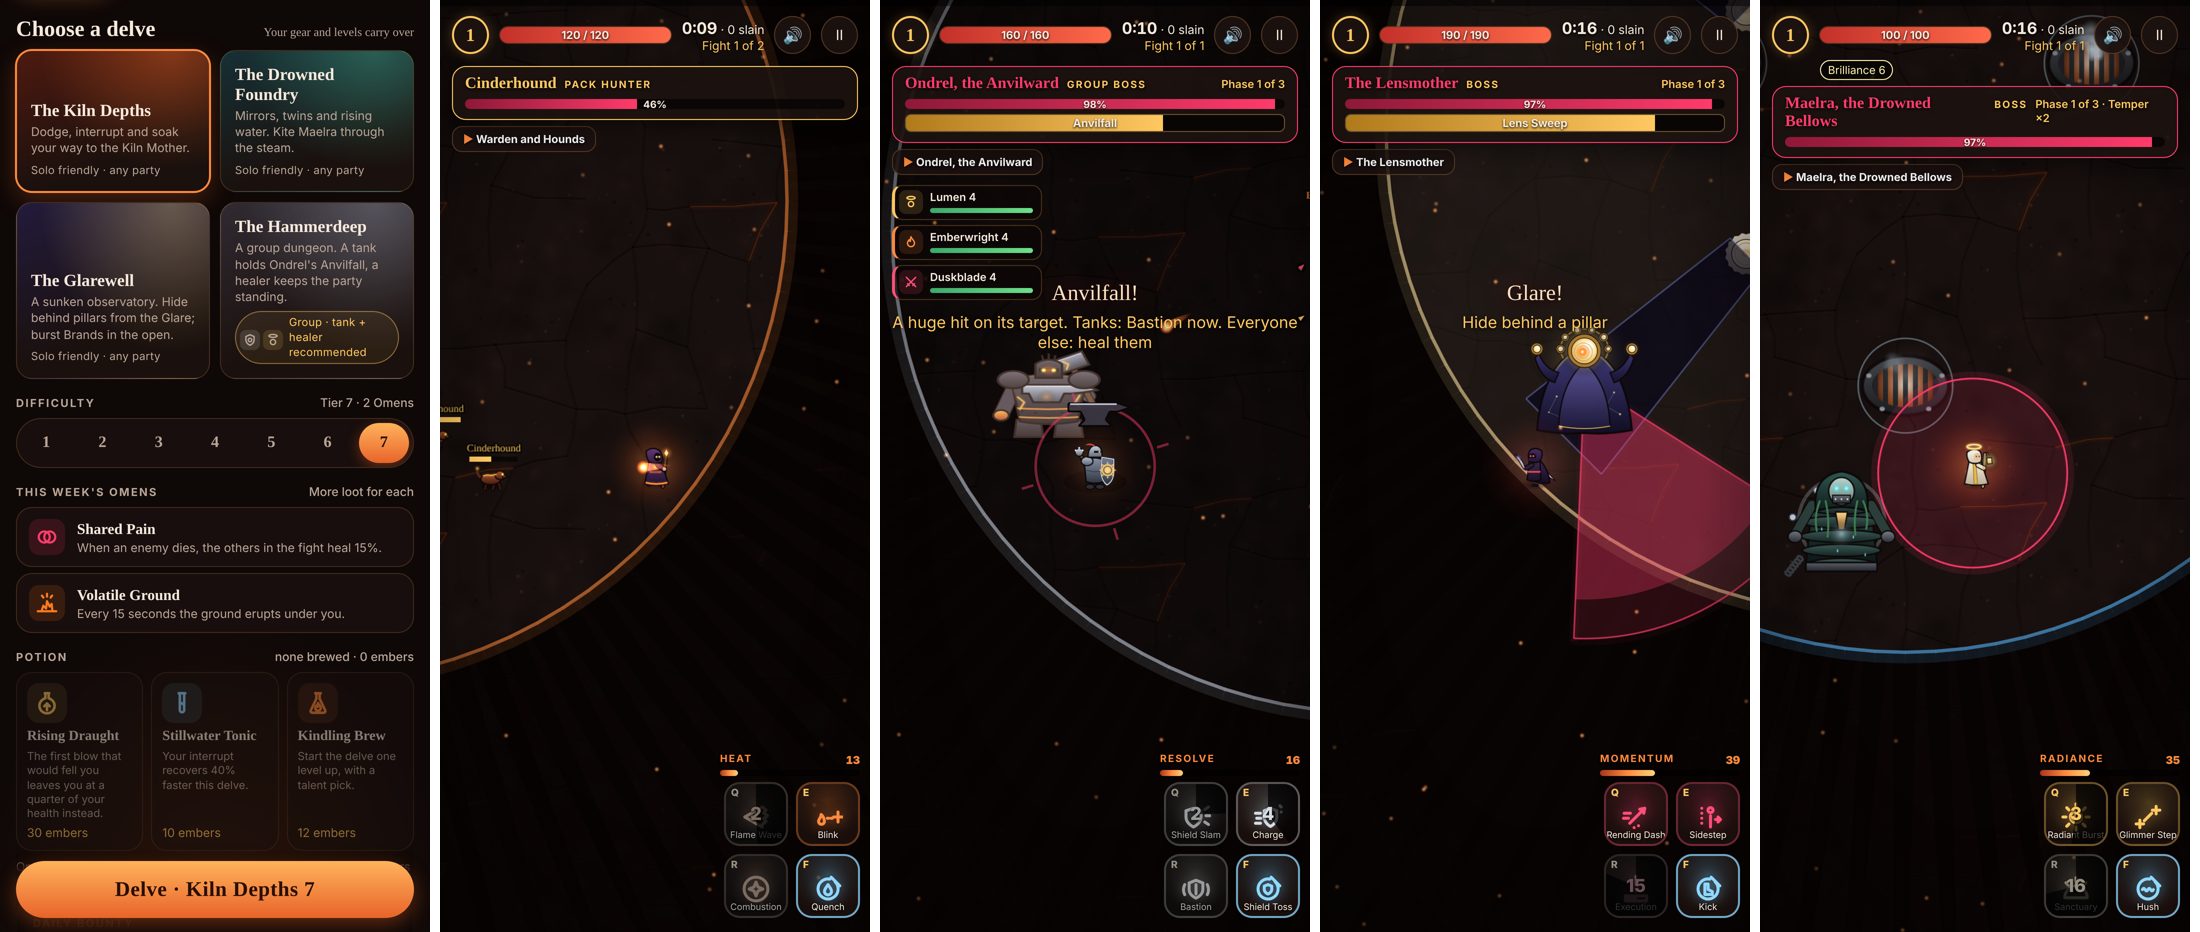 Choose a delve
Your gear and levels carry over
The Kiln Depths
Dodge, interrupt and soak
your way to the Kiln Mother.
Solo friendly · any party
The Drowned
Foundry
Mirrors, twins and rising
water. Kite Maelra through
the steam.
Solo friendly · any party
The Glarewell
A sunken observatory. Hide
behind pillars from the Glare;
burst Brands in the open.
Solo friendly · any party
The Hammerdeep
A group dungeon. A tank
holds Ondrel's Anvilfall, a
healer keeps the party
standing.
Group · tank +
healer
recommended
DIFFICULTY
Tier 7 · 2 Omens
1 2 3 4 5 6 7
THIS WEEK'S OMENS
More loot for each
Shared Pain
When an enemy dies, the others in the fight heal 15%.
Volatile Ground
Every 15 seconds the ground erupts under you.
POTION
none brewed · 0 embers
Rising Draught
The first blow that
would fell you
leaves you at a
quarter of your
health instead.
30 embers
Stillwater Tonic
Your interrupt
recovers 40%
faster this delve.
10 embers
Kindling Brew
Start the delve one
level up, with a
talent pick.
12 embers
Delve · Kiln Depths 7
DAILY BOUNTY
1
120 / 120
0:09 · 0 slain
Fight 1 of 2
Cinderhound PACK HUNTER
46%
Warden and Hounds
hound
Cinderhound
HEAT 13
Q
2
Flame Wave
E
Blink
R
Combustion
F
Quench
1
160 / 160
0:10 · 0 slain
Fight 1 of 1
Ondrel, the Anvilward GROUP BOSS
Phase 1 of 3
98%
Anvilfall
Ondrel, the Anvilward
Lumen 4
Emberwright 4
Duskblade 4
Anvilfall!
A huge hit on its target. Tanks: Bastion now. Everyone
else: heal them
RESOLVE 16
Q
2
Shield Slam
E
4
Charge
R
Bastion
F
Shield Toss
1
190 / 190
0:16 · 0 slain
Fight 1 of 1
The Lensmother BOSS
Phase 1 of 3
97%
Lens Sweep
The Lensmother
Glare!
Hide behind a pillar
MOMENTUM 39
Q
Rending Dash
E
Sidestep
R
15
Execution
F
Kick
1
100 / 100
0:16 · 0 slain
Fight 1 of 1
Brilliance 6
Maelra, the Drowned
Bellows
BOSS
Phase 1 of 3 · Temper
×2
97%
Maelra, the Drowned Bellows
RADIANCE 35
Q
3
Radiant Burst
E
Glimmer Step
R
16
Sanctuary
F
Hush